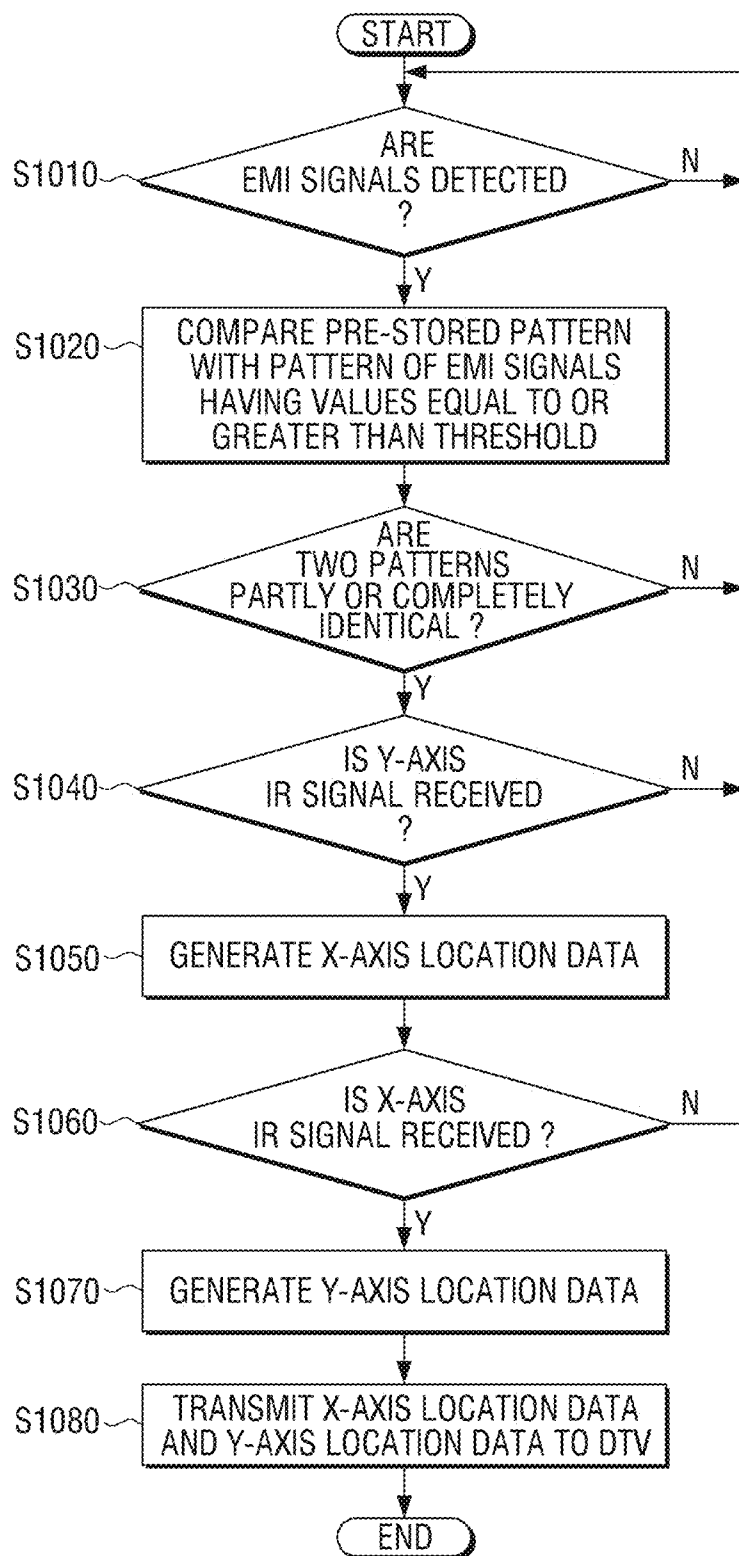 START
ARE
EMI SIGNALS DETECTED
?
S1010
N
Y
S1020
COMPARE PRE-STORED PATTERN
WITH PATTERN OF EMI SIGNALS
HAVING VALUES EQUAL TO OR
GREATER THAN THRESHOLD
ARE
TWO PATTERNS
PARTLY OR COMPLETELY
IDENTICAL ?
S1030
N
Y
IS Y-AXIS
IR SIGNAL RECEIVED
?
S1040
N
Y
S1050
GENERATE X-AXIS LOCATION DATA
IS X-AXIS
IR SIGNAL RECEIVED ?
S1060
N
Y
S1070
GENERATE Y-AXIS LOCATION DATA
S1080
TRANSMIT X-AXIS LOCATION DATA
AND Y-AXIS LOCATION DATA TO DTV
END